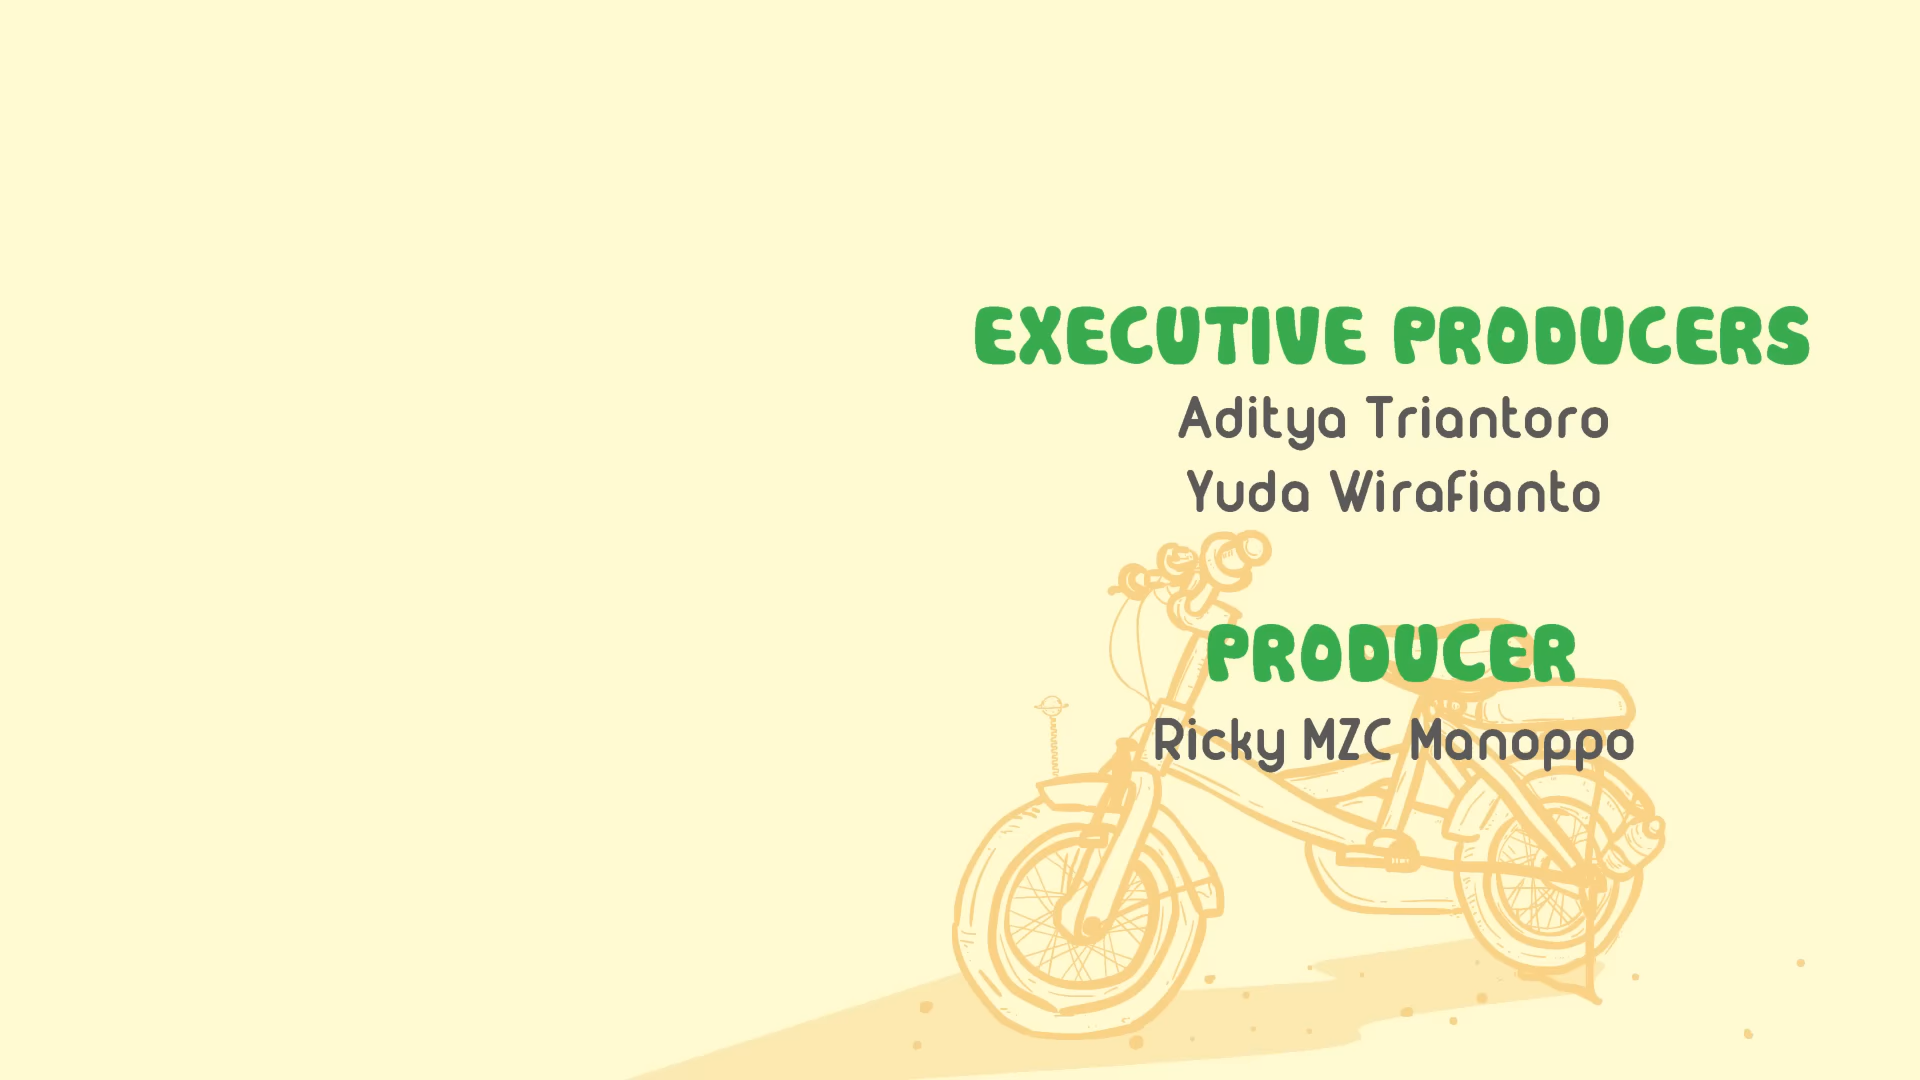 EXECUTIVE PRODUCERS
Aditya Triantoro
Yuda Wirafianto
PRODUCER
Ricky MZC Manoppo